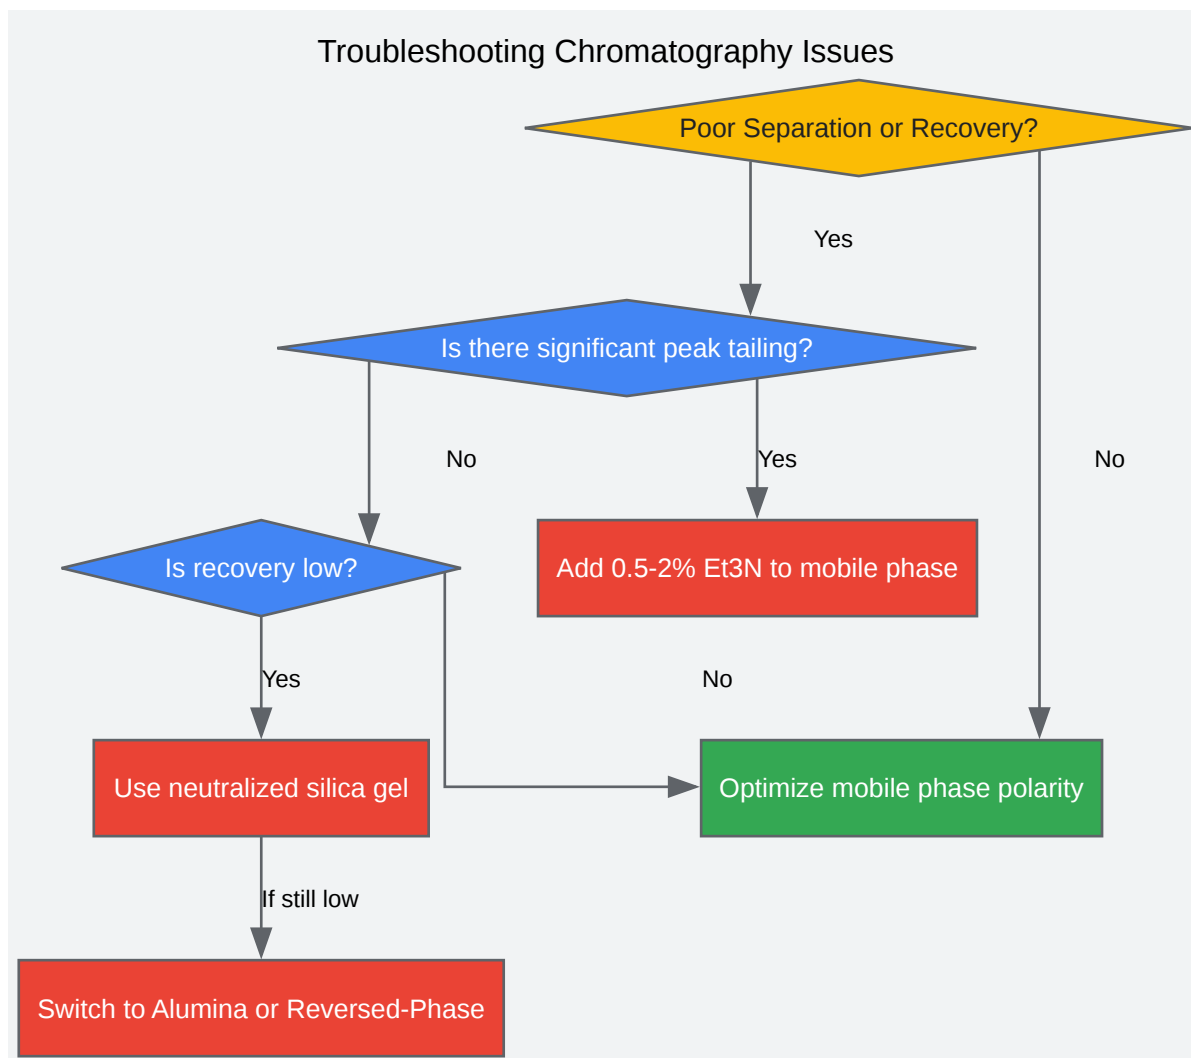 Troubleshooting Chromatography Issues
Poor Separation or Recovery?
Yes
Is there significant peak tailing?
No
Yes
No
Is recovery low?
Add 0.5-2% Et3N to mobile phase
Yes
No
Use neutralized silica gel
Optimize mobile phase polarity
If still low
Switch to Alumina or Reversed-Phase